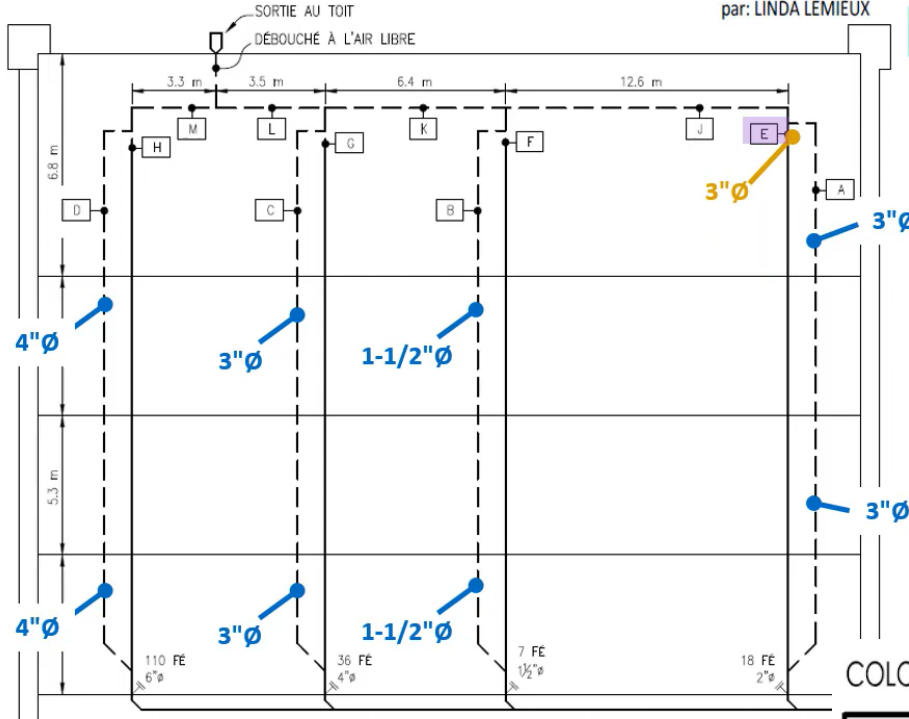 par: LINDA LEMIEUX
SORTIE AU TOIT
DÉBOUCHÉ À L'AIR LIBRE
3.3 m
3.5 m
6.4 m
12.6 m
M
L
K
J
E
H
G
F
3"Ø
A
6.8 m
D
C
B
3"Ø
4"Ø
3"Ø
1-1/2"Ø
5.3 m
3"Ø
4"Ø
3"Ø
1-1/2"Ø
110 FÉ
6"ø
36 FÉ
4"ø
7 FÉ
1½"ø
18 FÉ
2"ø
COLO